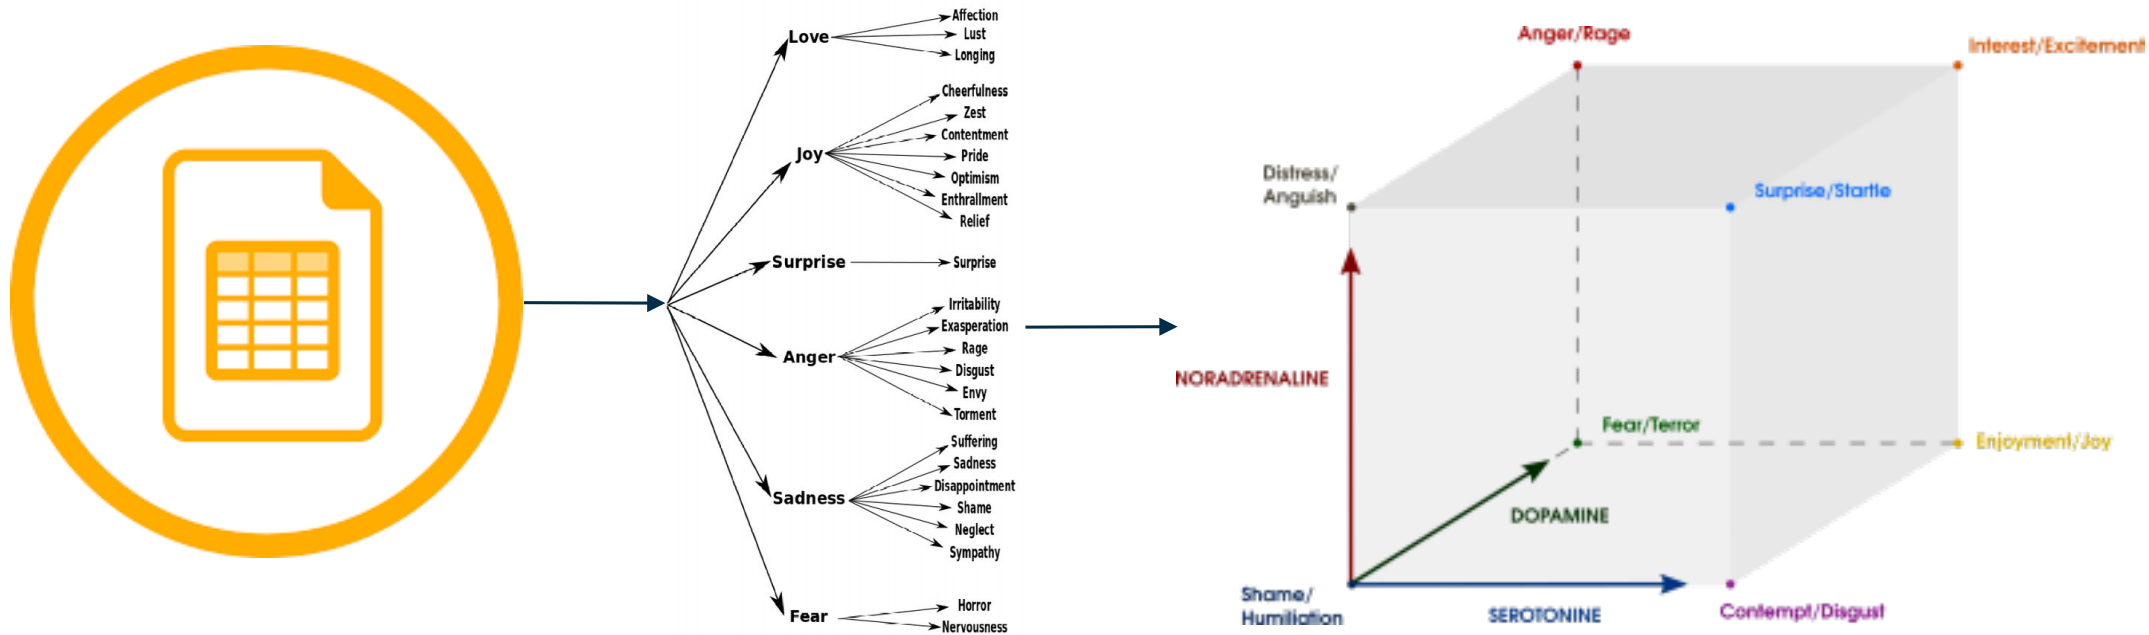 Love
Affection
Lust
Longing
Joy
Cheerfulness
Zest
Contentment
Pride
Optimism
Enthrallment
Relief
Surprise
Surprise
Anger
Irritability
Exasperation
Rage
Disgust
Envy
Torment
Sadness
Suffering
Sadness
Disappointment
Shame
Neglect
Sympathy
Fear
Horror
Nervousness
Anger/Rage
Interest/Excitement
Distress/
Anguish
Surprise/Startle
NORADRENALINE
Fear/Terror
Enjoyment/Joy
DOPAMINE
Shame/
Humiliation
SEROTONINE
Contempt/Disgust